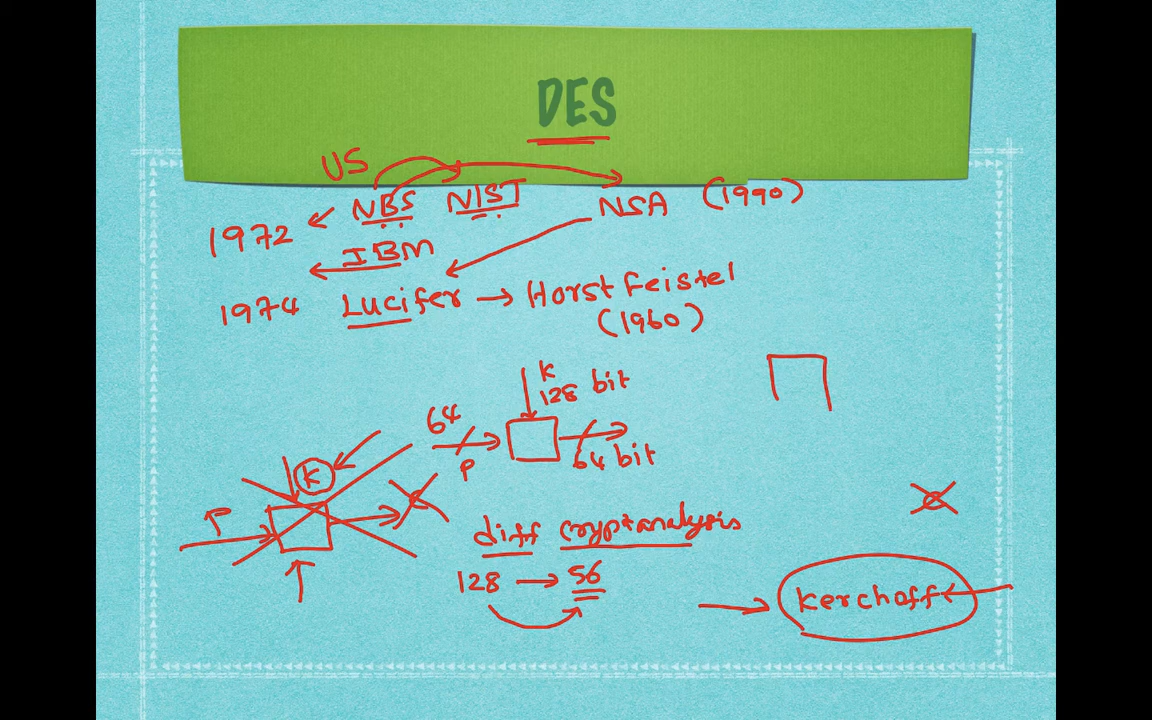 DES
US
NBS NIST NSA (1990)
1972
IBM
1974 Lucifer → Horst Feistel
(1960)
K
128 bit
64
P
64 bit
K
P
C
C
diff cryptanalysis
128 → 56
Kerchoff